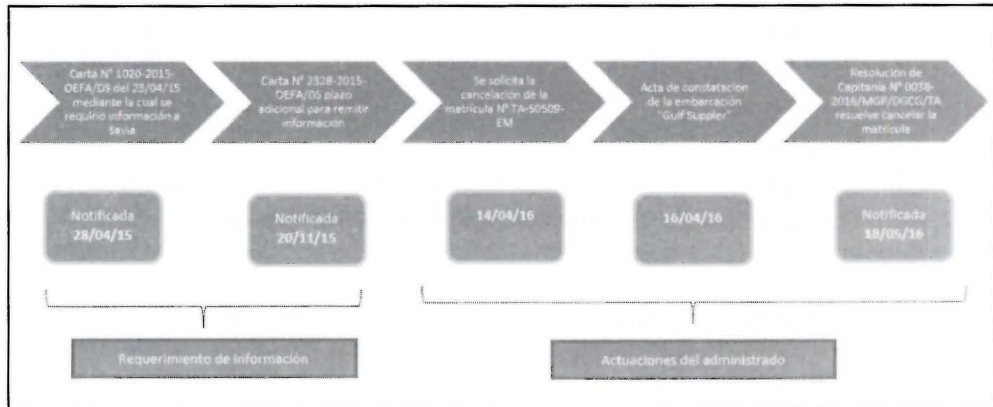 Carta N° 1020-2015-
OEFA/DS del 28/04/15
mediante la cual se
requirio información a
Savia
Carta N° 2328-2015-
OEFA/DS plazo
adicional para remitir
información
Se solicita la
cancelación de la
matrícula N° TA-50509-
EM
Acta de constatación
de la embarcación
"Gulf Suppler"
Resolución de
Capitanía N° 0038-
2016/MGP/DGCG/TA
resuelve cancelar la
matrícula
Notificada
28/04/15
Notificada
20/11/15
14/04/16
16/04/16
Notificada
18/05/16
Requerimiento de información
Actuaciones del administrado